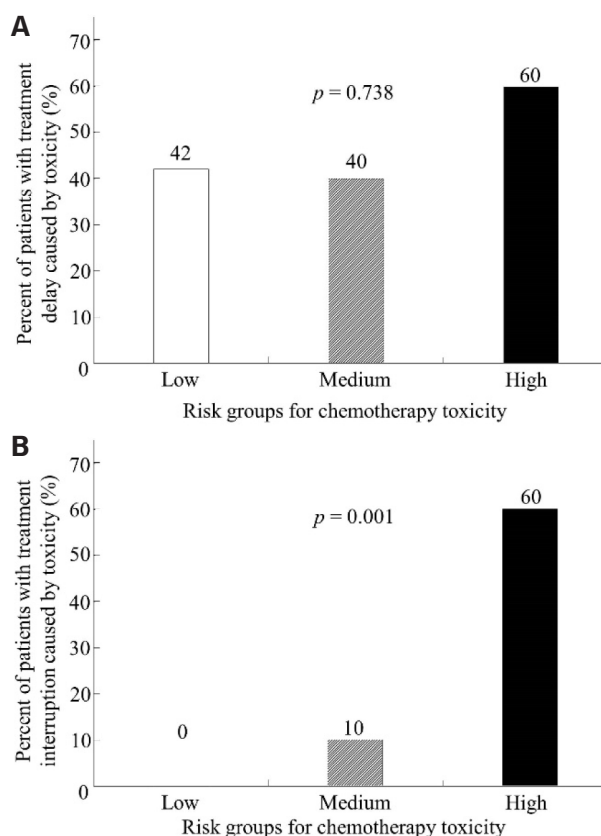 A
Percent of patients with treatment
delay caused by toxicity (%)
70
60
50
40
30
20
10
0
42
40
60
p = 0.738
Low Medium High
Risk groups for chemotherapy toxicity
B
Percent of patients with treatment
interruption caused by toxicity (%)
70
60
50
40
30
20
10
0
0
10
60
p = 0.001
Low Medium High
Risk groups for chemotherapy toxicity